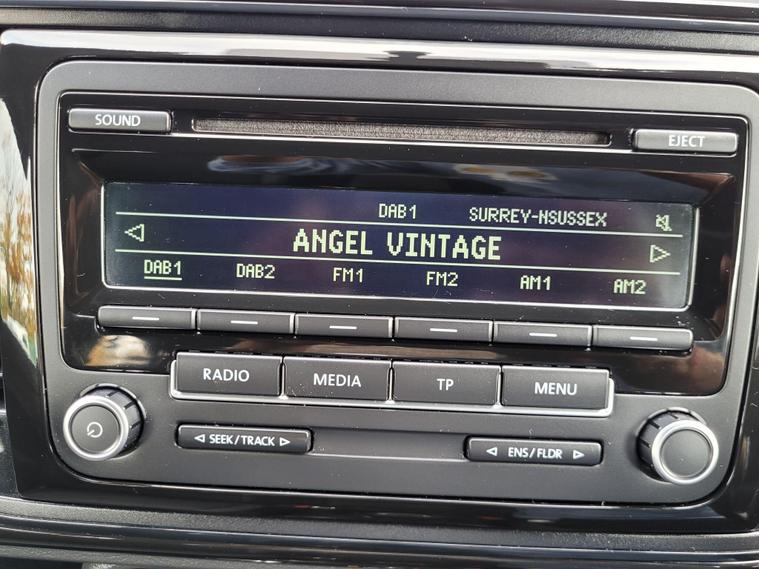 SOUND
EJECT
DAB1 SURREY-NSUSSEX
ANGEL VINTAGE
DAB1 DAB2 FM1 FM2 AM1 AM2
RADIO MEDIA TP MENU
SEEK/TRACK
ENS/FLDR